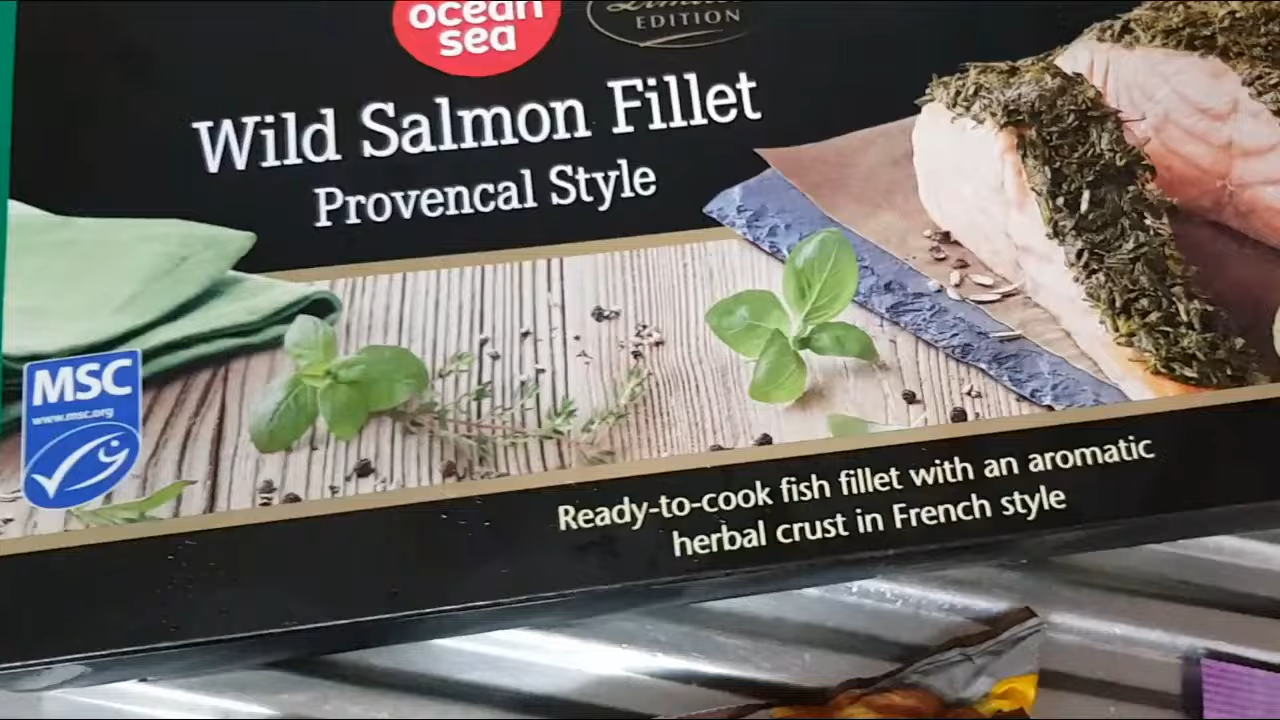 ocean
sea
Limited
EDITION
Wild Salmon Fillet
Provencal Style
MSC
www.msc.org
Ready-to-cook fish fillet with an aromatic
herbal crust in French style